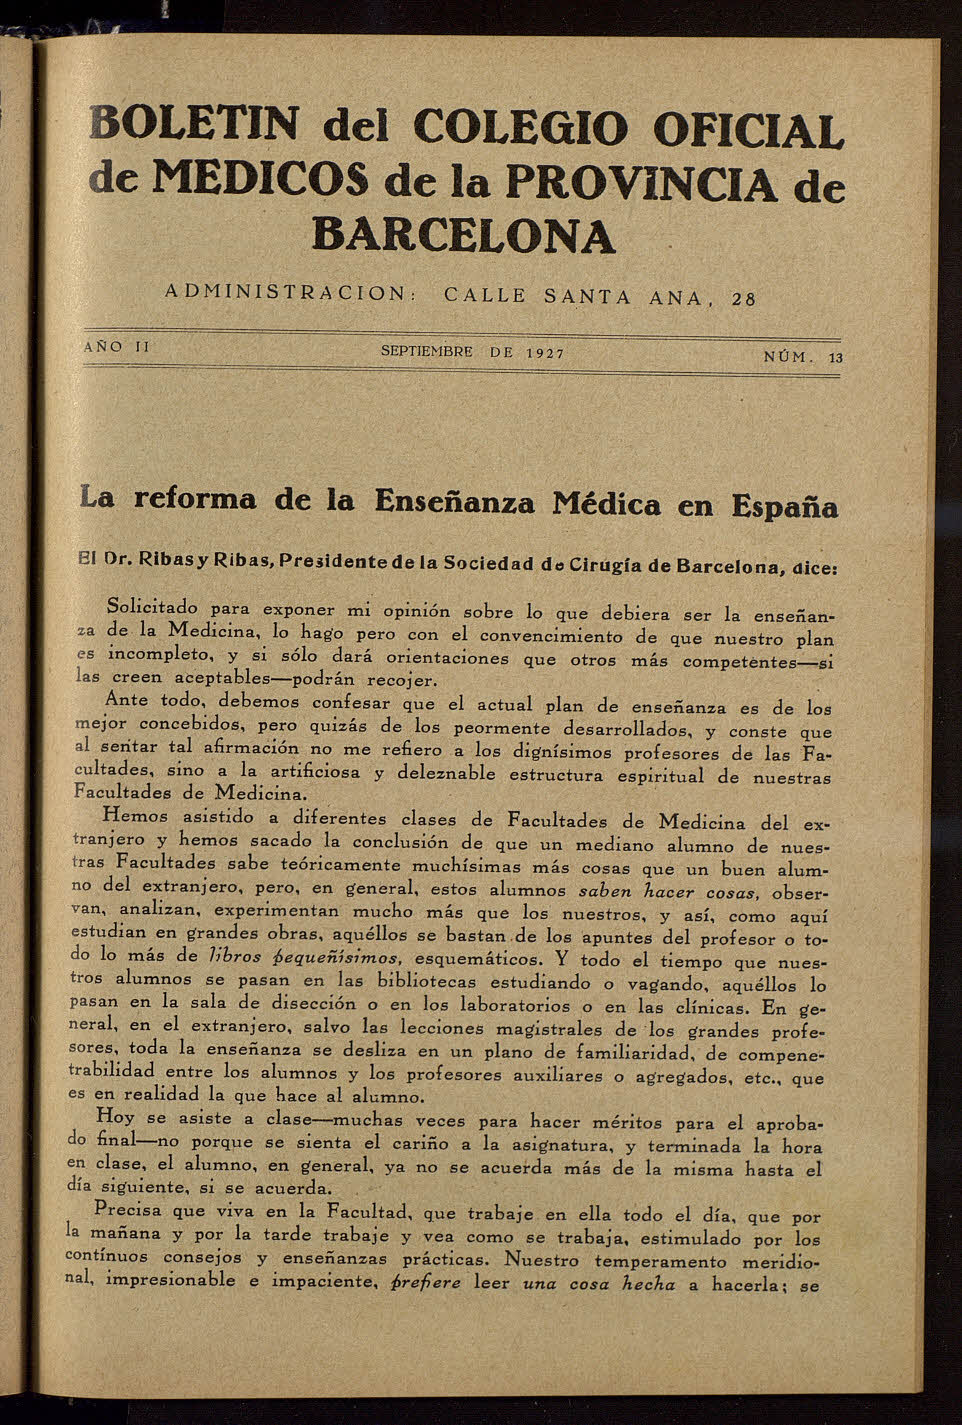 BOLETIN del COLEGIO OFICIAL
de MEDICOS de la PROVINCIA de
BARCELONA
ADMINISTRACION: CALLE SANTA ANA, 28
AÑO II SEPTIEMBRE DE 1927 NÚM. 13
La reforma de la Enseñanza Médica en España
El Dr. Ribas y Ribas, Presidente de la Sociedad de Cirugía de Barcelona, dice:
Solicitado para exponer mi opinión sobre lo que debiera ser la enseñan-
za de la Medicina, lo hago pero con el convencimiento de que nuestro plan
es incompleto, y si sólo dará orientaciones que otros más competentes—si
las creen aceptables—podrán recojer.
Ante todo, debemos confesar que el actual plan de enseñanza es de los
mejor concebidos, pero quizás de los peormente desarrollados, y conste que
al sentar tal afirmación no me refiero a los dignísimos profesores de las Fa-
cultades, sino a la artificiosa y deleznable estructura espiritual de nuestras
Facultades de Medicina.
Hemos asistido a diferentes clases de Facultades de Medicina del ex-
tranjero y hemos sacado la conclusión de que un mediano alumno de nues-
tras Facultades sabe teóricamente muchísimas más cosas que un buen alum-
no del extranjero, pero, en general, estos alumnos saben hacer cosas, obser-
van, analizan, experimentan mucho más que los nuestros, y así, como aquí
estudian en grandes obras, aquéllos se bastan de los apuntes del profesor o to-
do lo más de libros pequeñísimos, esquemáticos. Y todo el tiempo que nues-
tros alumnos se pasan en las bibliotecas estudiando o vagando, aquéllos lo
pasan en la sala de disección o en los laboratorios o en las clínicas. En ge-
neral, en el extranjero, salvo las lecciones magistrales de los grandes profe-
sores, toda la enseñanza se desliza en un plano de familiaridad, de compene-
trabilidad entre los alumnos y los profesores auxiliares o agregados, etc., que
es en realidad la que hace al alumno.
Hoy se asiste a clase—muchas veces para hacer méritos para el aproba-
do final—no porque se sienta el cariño a la asignatura, y terminada la hora
en clase, el alumno, en general, ya no se acuerda más de la misma hasta el
día siguiente, si se acuerda.
Precisa que viva en la Facultad, que trabaje en ella todo el día, que por
la mañana y por la tarde trabaje y vea como se trabaja, estimulado por los
contínuos consejos y enseñanzas prácticas. Nuestro temperamento meridio-
nal, impresionable e impaciente, prefiere leer una cosa hecha a hacerla; se